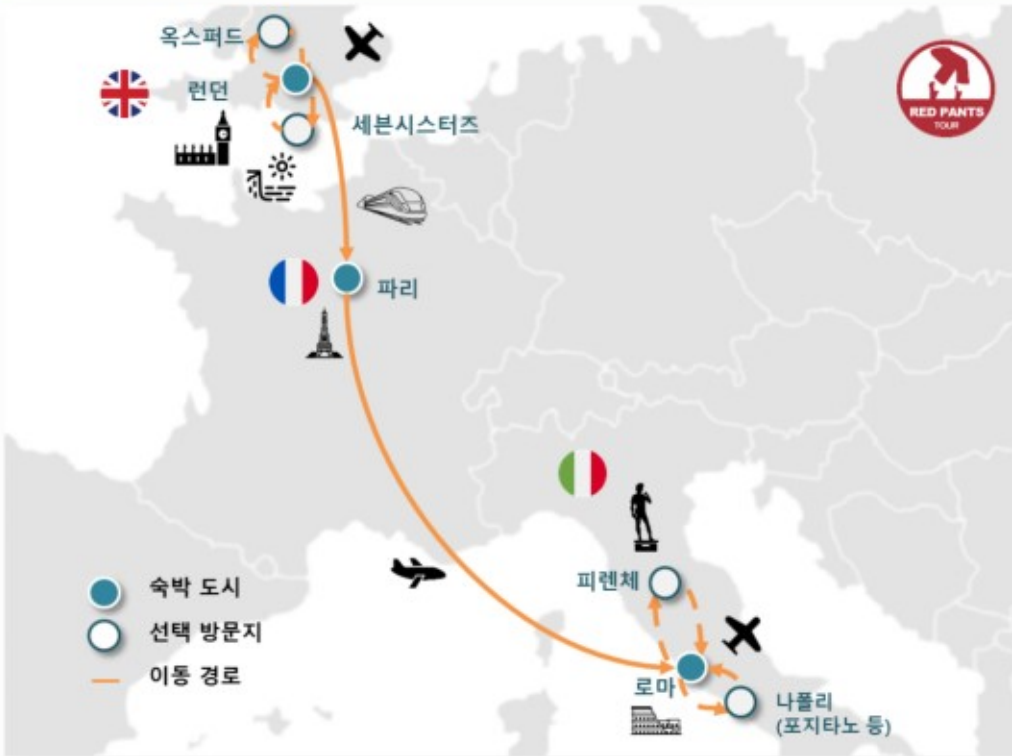 옥스퍼드
런던
세븐시스터즈
RED PANTS
TOUR
파리
피렌체
로마
나폴리
(포지타노 등)
숙박 도시
선택 방문지
이동 경로